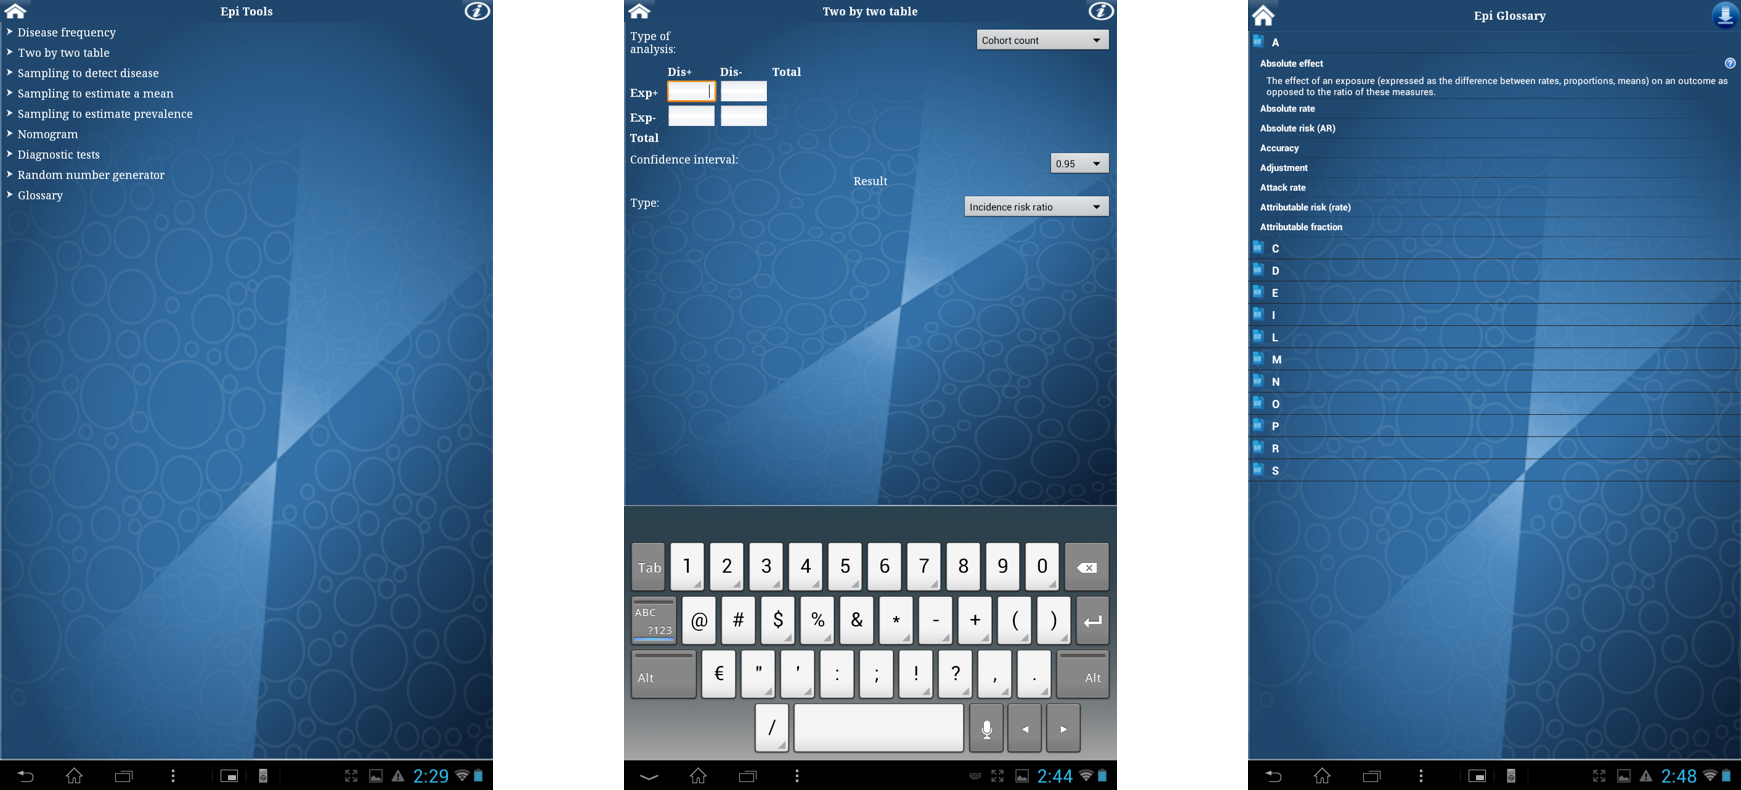 Epi Tools
Disease frequency
Two by two table
Sampling to detect disease
Sampling to estimate a mean
Sampling to estimate prevalence
Nomogram
Diagnostic tests
Random number generator
Glossary
2:29
Two by two table
Type of
analysis:
Cohort count
Dis+ Dis- Total
Exp+
Exp-
Total
Confidence interval:
0.95
Result
Type:
Incidence risk ratio
Tab 1 2 3 4 5 6 7 8 9 0
ABC
?123
@ # $ % & * - + ( )
Alt € " ' : ; ! ? , . Alt
/
2:44
Epi Glossary
A
Absolute effect
?
The effect of an exposure (expressed as the difference between rates, proportions, means) on an outcome as
opposed to the ratio of these measures.
Absolute rate
Absolute risk (AR)
Accuracy
Adjustment
Attack rate
Attributable risk (rate)
Attributable fraction
C
D
E
I
L
M
N
O
P
R
S
2:48